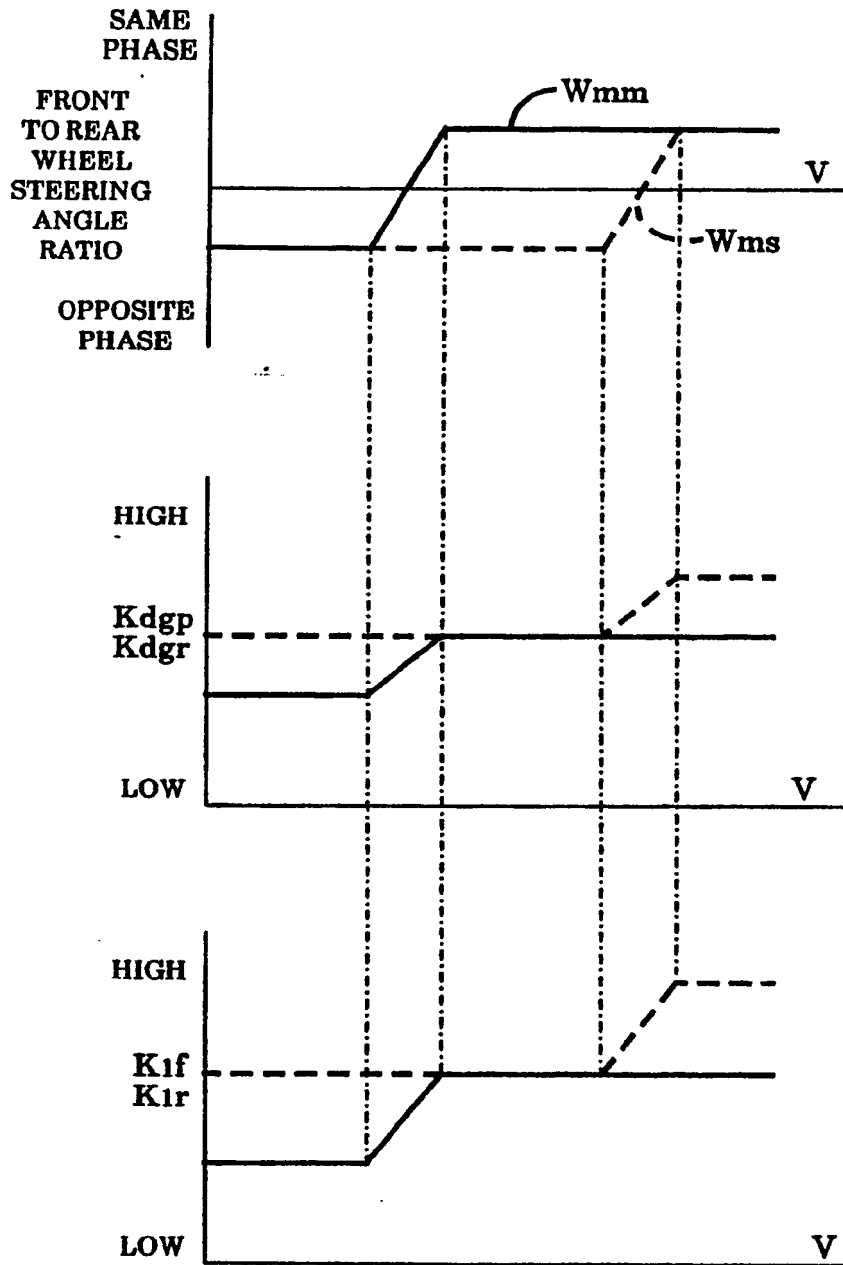 SAME
PHASE
FRONT
TO REAR
WHEEL
STEERING
ANGLE
RATIO
OPPOSITE
PHASE
Wmm
V
Wms
HIGH
Kdgp
Kdgr
LOW
V
HIGH
K1f
K1r
LOW
V